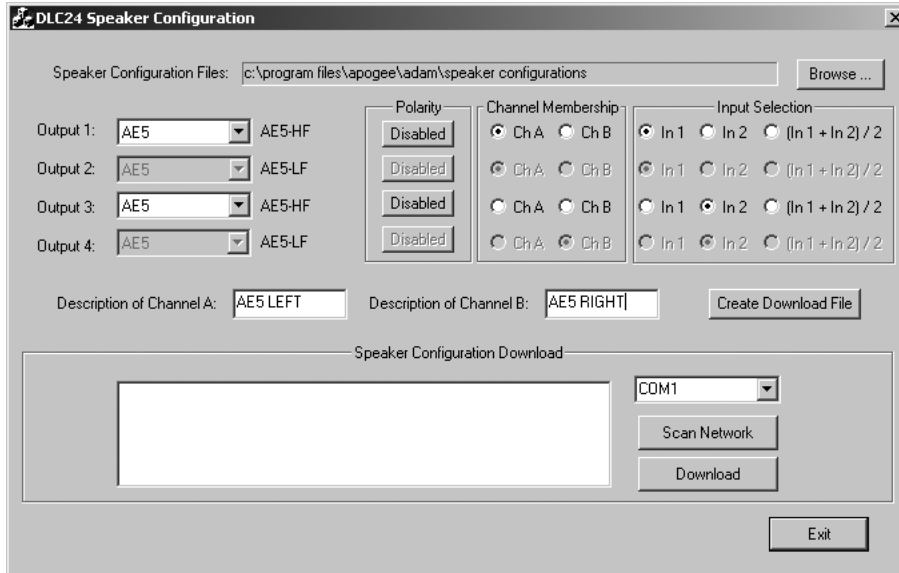 DLC24 Speaker Configuration
Speaker Configuration Files: c:\program files\apogee\adam\speaker configurations Browse ...
Polarity Channel Membership Input Selection
Output 1: AE5 AE5-HF Disabled Ch A Ch B In 1 In 2 (In 1 + In 2) / 2
Output 2: AE5 AE5-LF Disabled Ch A Ch B In 1 In 2 (In 1 + In 2) / 2
Output 3: AE5 AE5-HF Disabled Ch A Ch B In 1 In 2 (In 1 + In 2) / 2
Output 4: AE5 AE5-LF Disabled Ch A Ch B In 1 In 2 (In 1 + In 2) / 2
Description of Channel A: AE5 LEFT Description of Channel B: AE5 RIGHT Create Download File
Speaker Configuration Download
COM1
Scan Network
Download
Exit